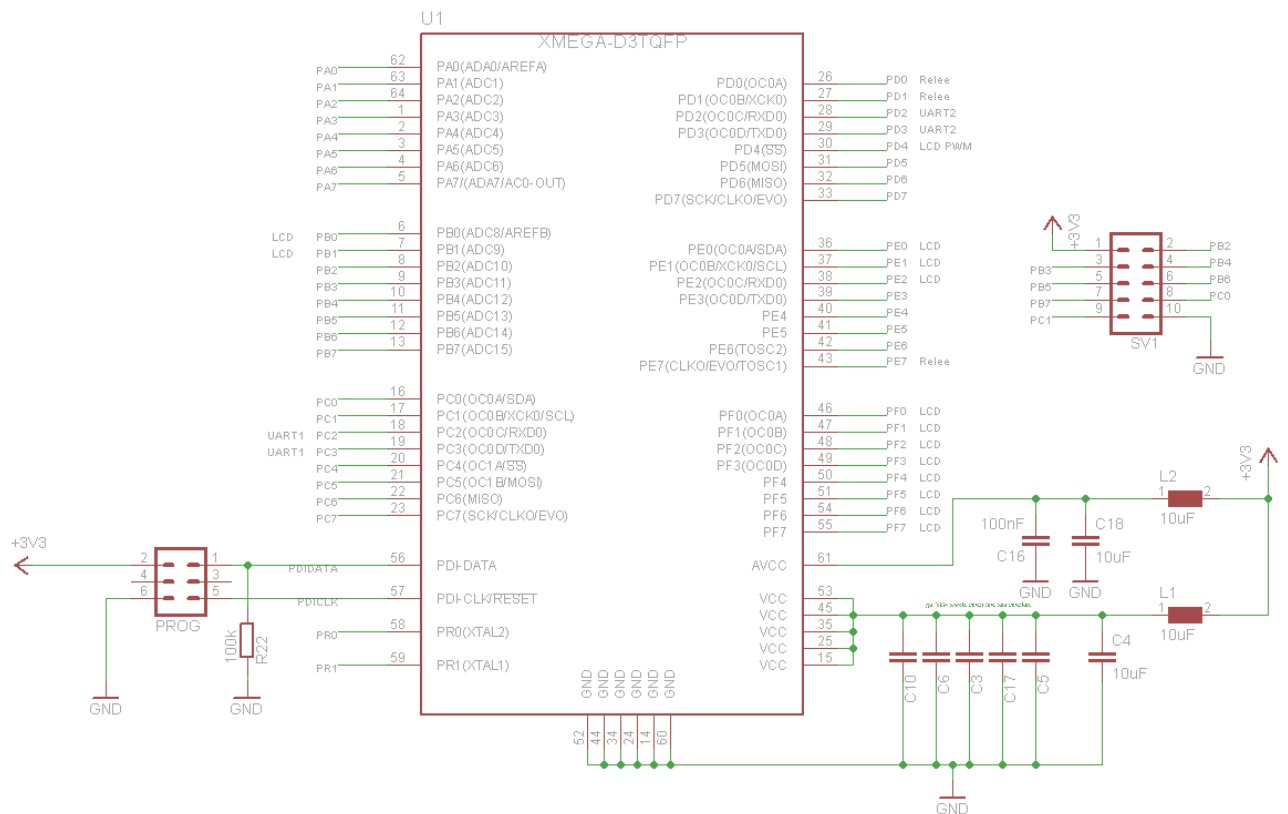 U1
XMEGA-D3TQFP
PA0 62 PA0(ADA0/AREFA)
PA1 63 PA1(ADC1)
PA2 64 PA2(ADC2)
PA3 1 PA3(ADC3)
PA4 2 PA4(ADC4)
PA5 3 PA5(ADC5)
PA6 4 PA6(ADC6)
PA7 5 PA7/(ADA7/AC0-OUT)
LCD PB0 6 PB0(ADC8/AREFB)
LCD PB1 7 PB1(ADC9)
PB2 8 PB2(ADC10)
PB3 9 PB3(ADC11)
PB4 10 PB4(ADC12)
PB5 11 PB5(ADC13)
PB6 12 PB6(ADC14)
PB7 13 PB7(ADC15)
PC0 16 PC0(OC0A/SDA)
PC1 17 PC1(OC0B/XCK0/SCL)
UART1 PC2 18 PC2(OC0C/RXD0)
UART1 PC3 19 PC3(OC0D/TXD0)
PC4 20 PC4(OC1A/SS)
PC5 21 PC5(OC1B/MOSI)
PC6 22 PC6(MISO)
PC7 23 PC7(SCK/CLKO/EVO)
PDIDATA 56 PDI-DATA
PDICLK 57 PDI-CLK/RESET
PR0 58 PR0(XTAL2)
PR1 59 PR1(XTAL1)
PD0(OC0A) 26 PD0 Relee
PD1(OC0B/XCK0) 27 PD1 Relee
PD2(OC0C/RXD0) 28 PD2 UART2
PD3(OC0D/TXD0) 29 PD3 UART2
PD4(SS) 30 PD4 LCD PWM
PD5(MOSI) 31 PD5
PD6(MISO) 32 PD6
PD7(SCK/CLKO/EVO) 33 PD7
PE0(OC0A/SDA) 36 PE0 LCD
PE1(OC0B/XCK0/SCL) 37 PE1 LCD
PE2(OC0C/RXD0) 38 PE2 LCD
PE3(OC0D/TXD0) 39 PE3
PE4 40 PE4
PE5 41 PE5
PE6(TOSC2) 42 PE6
PE7(CLKO/EVO/TOSC1) 43 PE7 Relee
PF0(OC0A) 46 PF0 LCD
PF1(OC0B) 47 PF1 LCD
PF2(OC0C) 48 PF2 LCD
PF3(OC0D) 49 PF3 LCD
PF4 50 PF4 LCD
PF5 51 PF5 LCD
PF6 54 PF6 LCD
PF7 55 PF7 LCD
AVCC 61
VCC 53
VCC 45
VCC 35
VCC 25
VCC 15
GND GND GND GND GND GND
52 44 34 24 14 60
+3V3
1 2 PB2
PB3 3 4 PB4
PB5 5 6 PB6
PB7 7 8 PC0
PC1 9 10
SV1
GND
+3V3
L2
1 2
10uF
100nF
C16
C18
10uF
GND GND
L1
1 2
10uF
C10 C6 C3 C17 C5
C4
10uF
GND
+3V3
2 1
4 3
6 5
PROG
100k
R22
GND GND